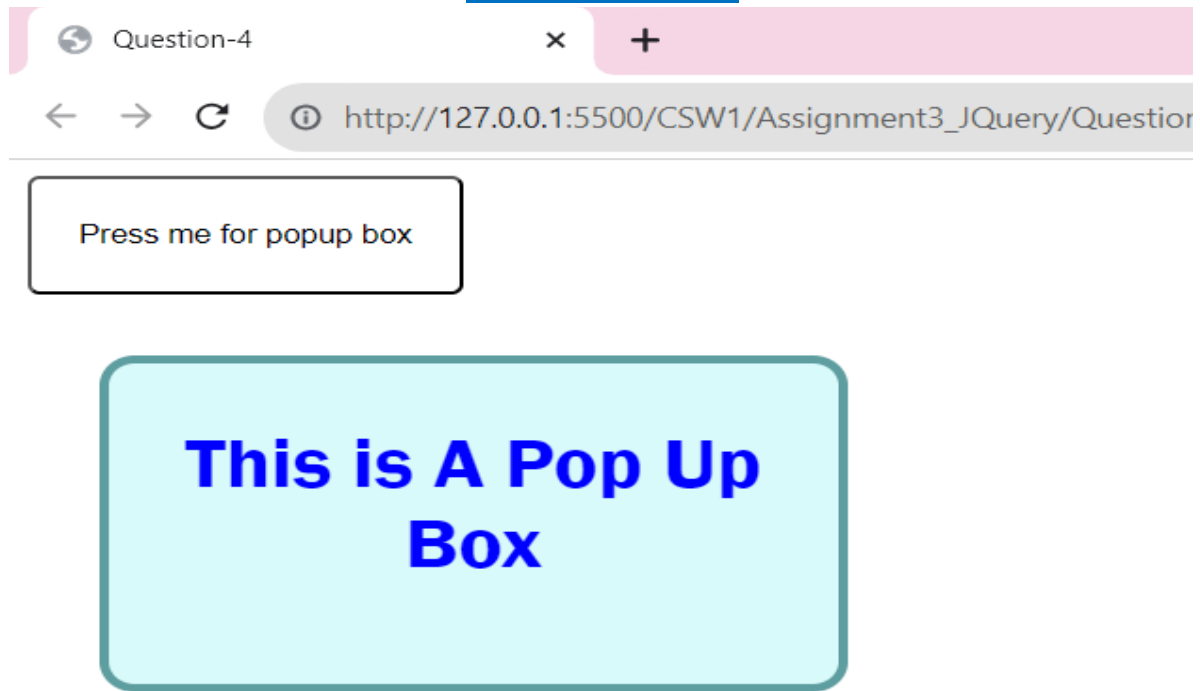 Question-4
http://127.0.0.1:5500/CSW1/Assignment3_JQuery/Question
Press me for popup box
This is A Pop Up
Box